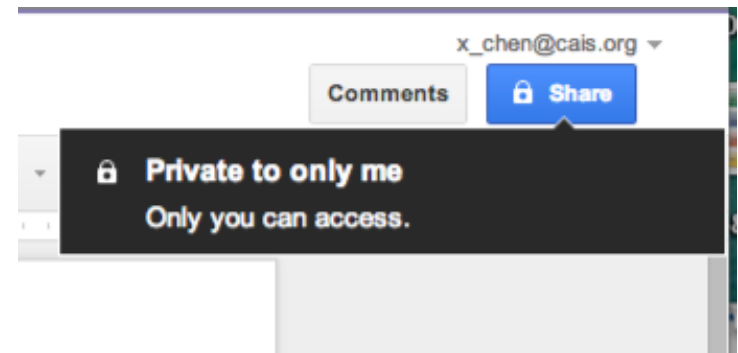 x_chen@cais.org
Comments
Share
Private to only me
Only you can access.